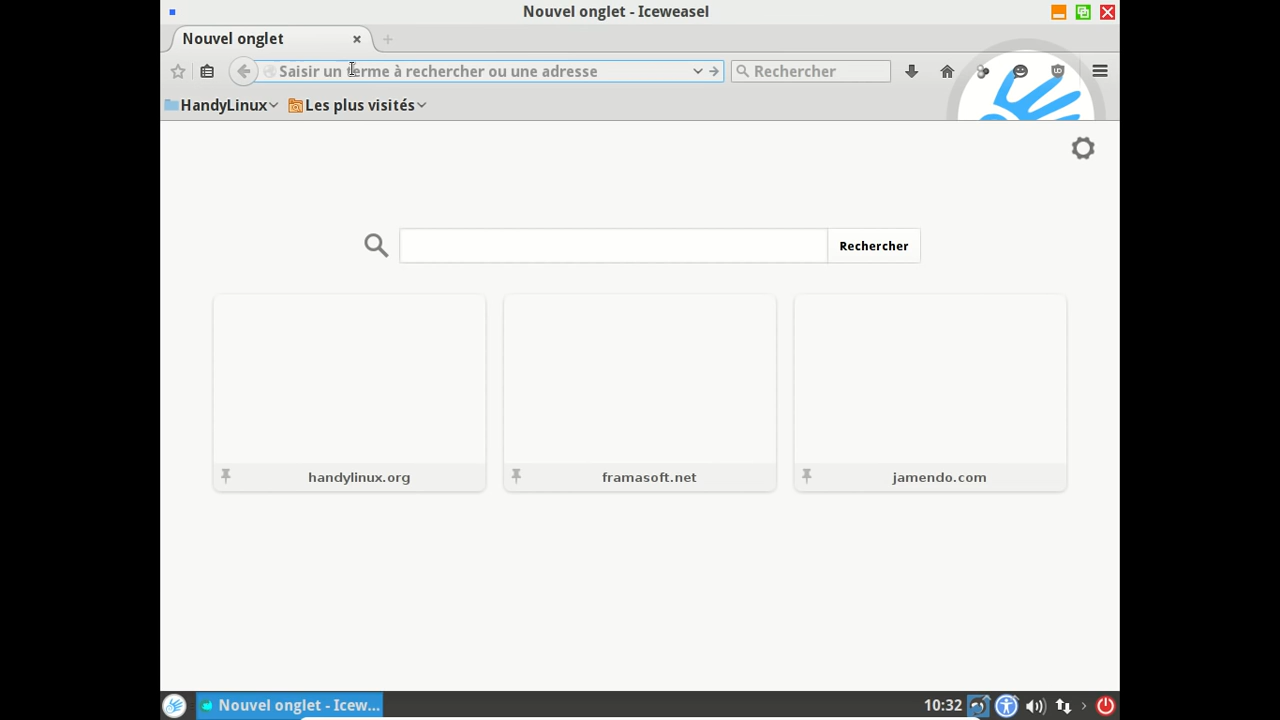 Nouvel onglet - Iceweasel
Nouvel onglet
Saisir un terme à rechercher ou une adresse
Rechercher
HandyLinux
Les plus visités
Rechercher
handylinux.org
framasoft.net
jamendo.com
Nouvel onglet - Icew...
10:32